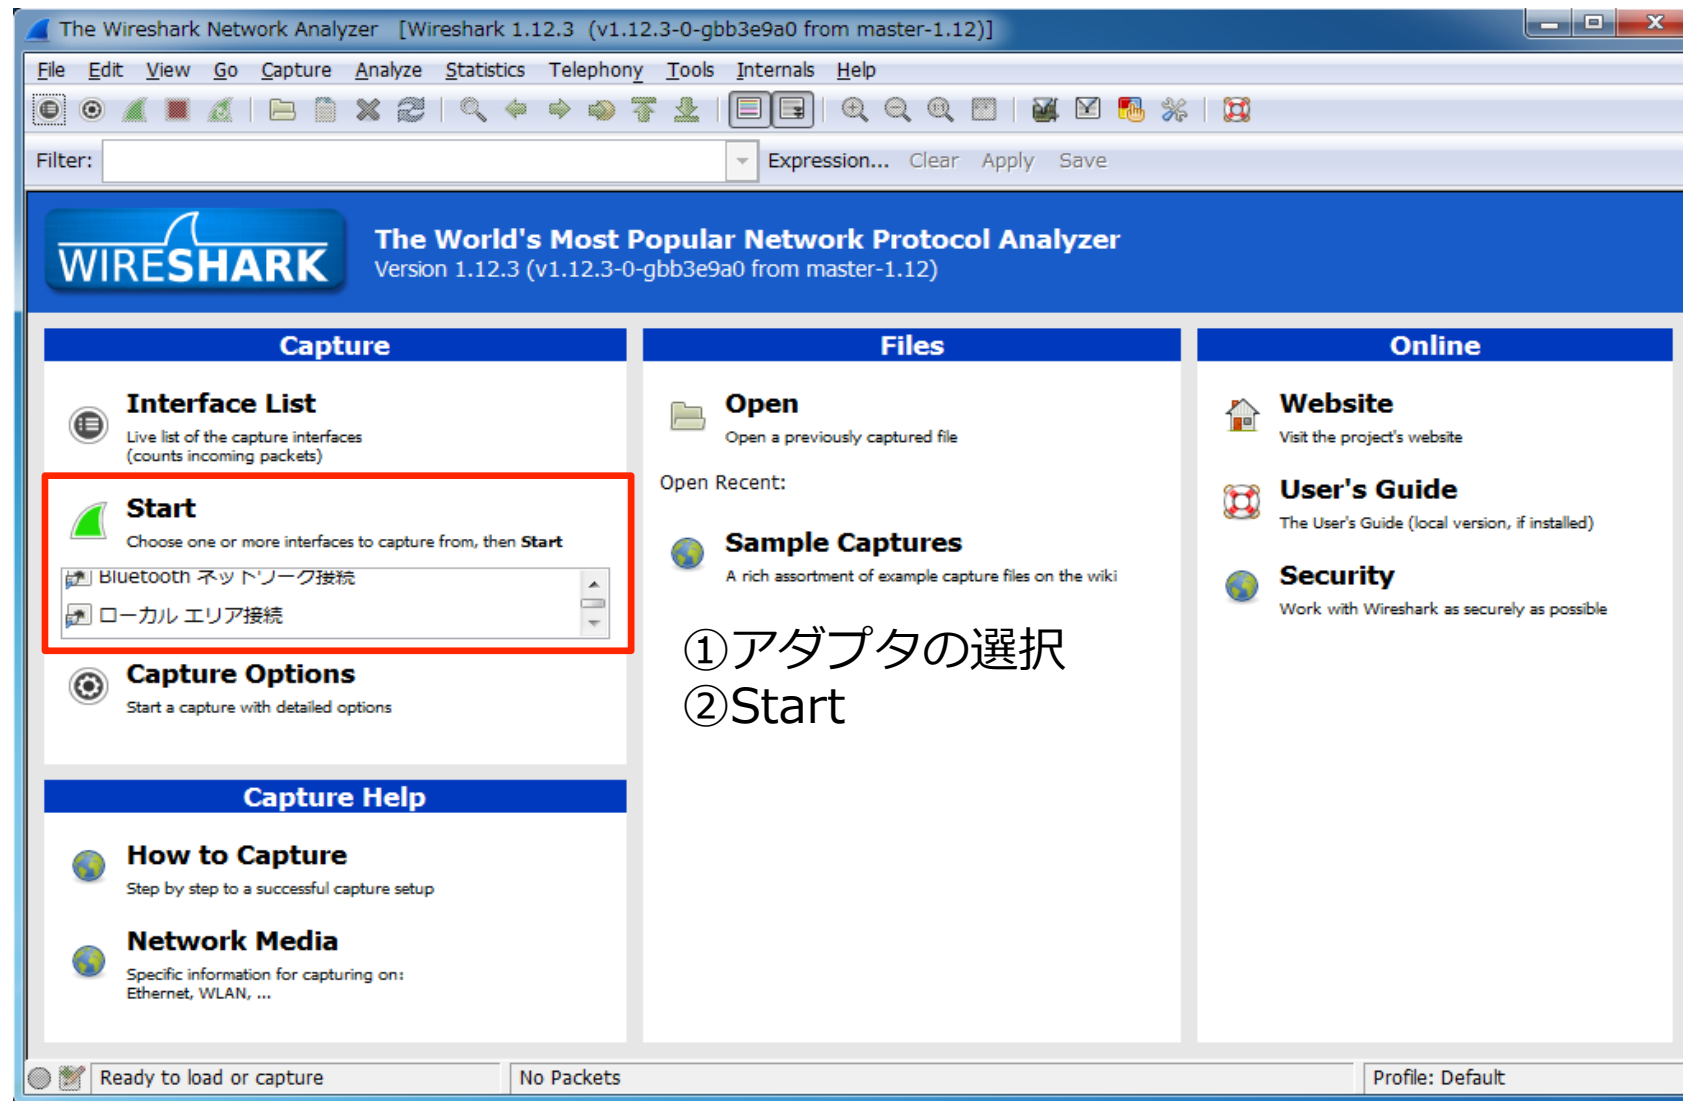 The Wireshark Network Analyzer [Wireshark 1.12.3 (v1.12.3-0-gbb3e9a0 from master-1.12)]
File Edit View Go Capture Analyze Statistics Telephony Tools Internals Help
Filter: Expression... Clear Apply Save
WIRESHARK
The World's Most Popular Network Protocol Analyzer
Version 1.12.3 (v1.12.3-0-gbb3e9a0 from master-1.12)
Capture
Interface List
Live list of the capture interfaces
(counts incoming packets)
Start
Choose one or more interfaces to capture from, then Start
Bluetooth ネットワーク接続
ローカル エリア接続
Capture Options
Start a capture with detailed options
Capture Help
How to Capture
Step by step to a successful capture setup
Network Media
Specific information for capturing on:
Ethernet, WLAN, ...
Files
Open
Open a previously captured file
Open Recent:
Sample Captures
A rich assortment of example capture files on the wiki
①アダプタの選択
②Start
Online
Website
Visit the project's website
User's Guide
The User's Guide (local version, if installed)
Security
Work with Wireshark as securely as possible
Ready to load or capture
No Packets
Profile: Default